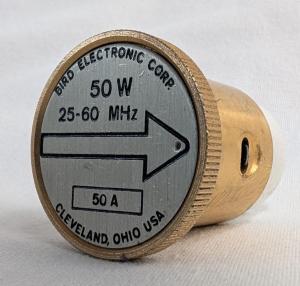 BIRD ELECTRONIC CORP.
50 W
25-60 MHz
50 A
CLEVELAND, OHIO USA